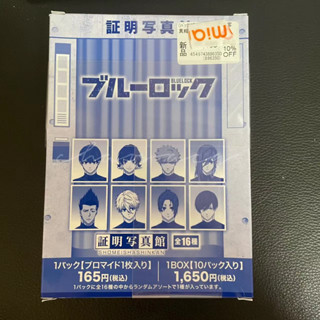 証明写真館
mio
新品
10%
OFF
BLUELOCK
ブルーロック
証明写真館
全16種
SHOMEI SHASHINKAN
1パック【ブロマイド1枚入り】
165円(税込)
1BOX【10パック入り】
1,650円(税込)
1パックに全16種の中からランダムアソートで1種が入っています。